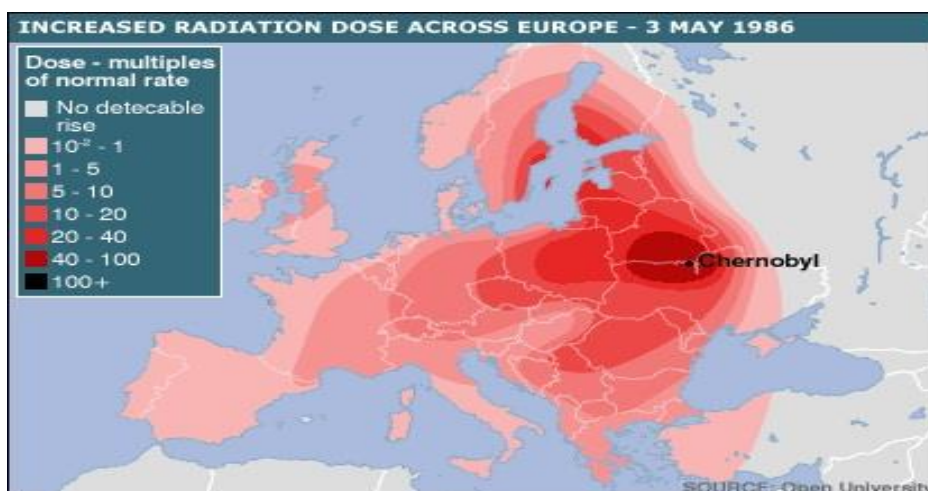 INCREASED RADIATION DOSE ACROSS EUROPE - 3 MAY 1986
Dose - multiples
of normal rate
No detecable
rise
10⁻² - 1
1 - 5
5 - 10
10 - 20
20 - 40
40 - 100
100+
Chernobyl
SOURCE: Open University